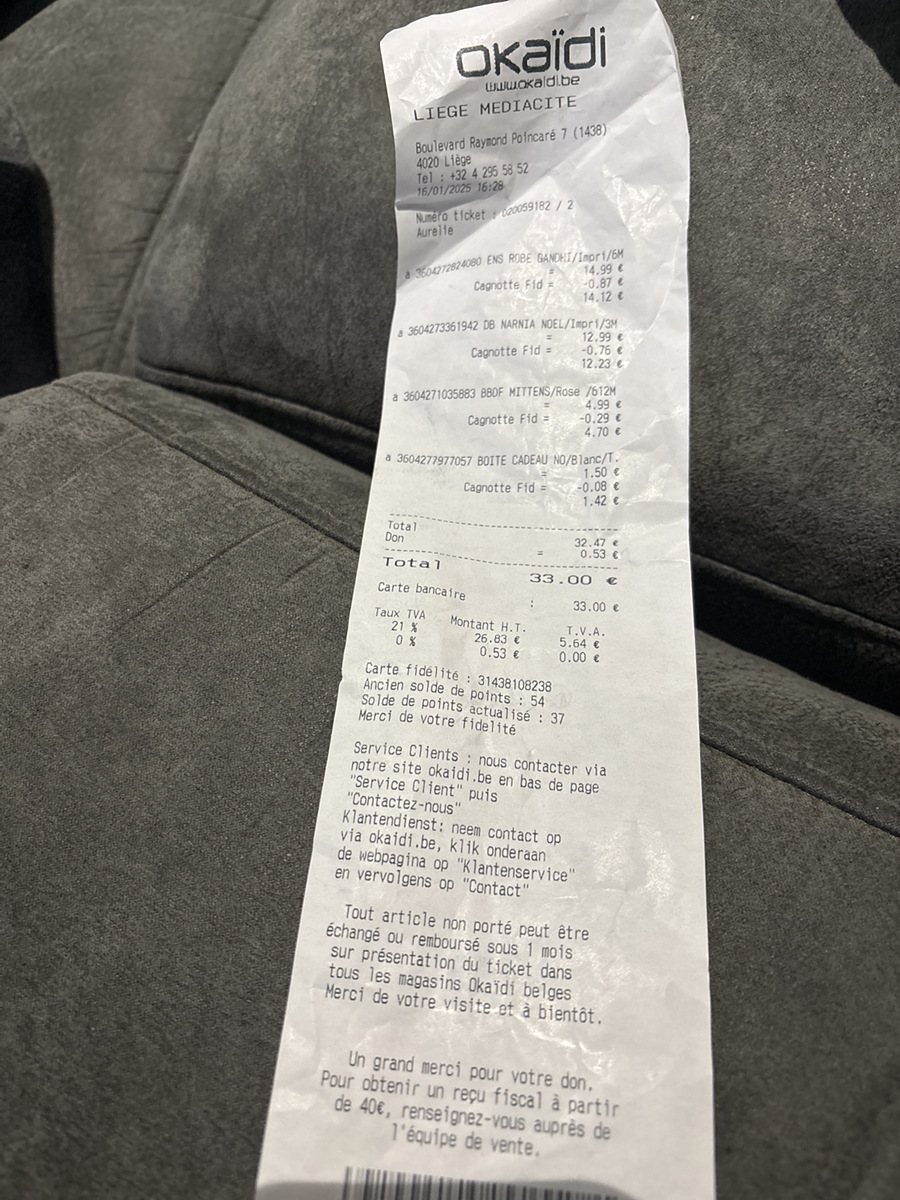 okaïdi
www.okaidi.be
LIEGE MEDIACITE
Boulevard Raymond Poincaré 7 (1438)
4020 Liège
Tel : +32 4 295 58 52
16/01/2025 16:28
Numéro ticket : 020059182 / 2
Aurelie
a 3604272824080 ENS ROBE GANDHI/Impri/6M
= 14.99 €
Cagnotte Fid = -0.87 €
14.12 €
a 3604273361942 DB NARNIA NOEL/Impri/3M
= 12.99 €
Cagnotte Fid = -0.76 €
12.23 €
a 3604271035883 BBDF MITTENS/Rose /612M
= 4.99 €
Cagnotte Fid = -0.29 €
4.70 €
a 3604277977057 BOITE CADEAU NO/Blanc/T.
= 1.50 €
Cagnotte Fid = -0.08 €
1.42 €
Total 32.47 €
Don = 0.53 €
Total 33.00 €
Carte bancaire : 33.00 €
Taux TVA Montant H.T. T.V.A.
21 % 26.83 € 5.64 €
0 % 0.53 € 0.00 €
Carte fidélité : 31438108238
Ancien solde de points : 54
Solde de points actualisé : 37
Merci de votre fidelité
Service Clients : nous contacter via
notre site okaidi.be en bas de page
"Service Client" puis
"Contactez-nous"
Klantendienst: neem contact op
via okaidi.be, klik onderaan
de webpagina op "Klantenservice"
en vervolgens op "Contact"
Tout article non porté peut être
échangé ou remboursé sous 1 mois
sur présentation du ticket dans
tous les magasins Okaïdi belges
Merci de votre visite et à bientôt.
Un grand merci pour votre don.
Pour obtenir un reçu fiscal à partir
de 40€, renseignez-vous auprès de
l'équipe de vente.